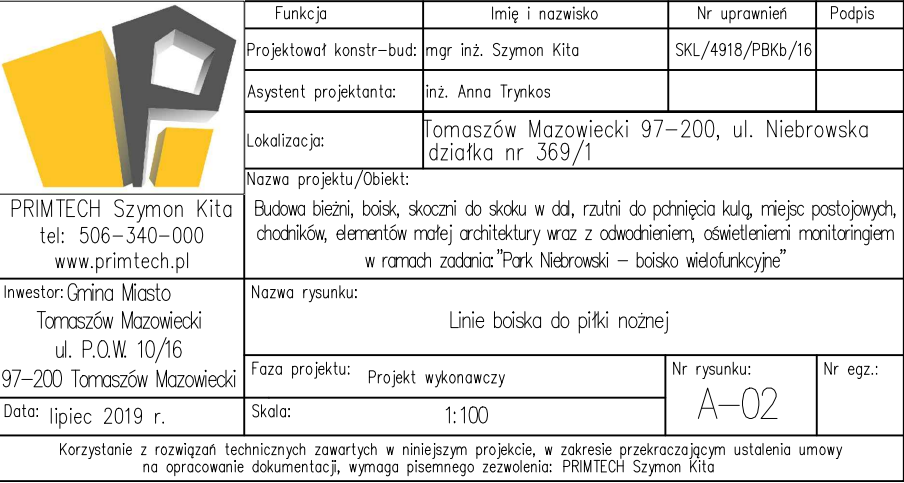 Funkcja Imię i nazwisko Nr uprawnień Podpis
Projektował konstr-bud: mgr inż. Szymon Kita SKL/4918/PBKb/16
Asystent projektanta: inż. Anna Trynkos
Lokalizacja: Tomaszów Mazowiecki 97-200, ul. Niebrowska
działka nr 369/1
PRIMTECH Szymon Kita
tel: 506-340-000
www.primtech.pl
Nazwa projektu/Obiekt:
Budowa bieżni, boisk, skoczni do skoku w dal, rzutni do pchnięcia kulą, miejsc postojowych,
chodników, elementów małej architektury wraz z odwodnieniem, oświetleniemi monitoringiem
w ramach zadania:"Park Niebrowski - boisko wielofunkcyjne"
Inwestor: Gmina Miasto
Tomaszów Mazowiecki
ul. P.O.W. 10/16
97-200 Tomaszów Mazowiecki
Nazwa rysunku:
Linie boiska do piłki nożnej
Faza projektu: Projekt wykonawczy
Nr rysunku:
A-02
Nr egz.:
Data: lipiec 2019 r.
Skala: 1:100
Korzystanie z rozwiązań technicznych zawartych w niniejszym projekcie, w zakresie przekraczającym ustalenia umowy
na opracowanie dokumentacji, wymaga pisemnego zezwolenia: PRIMTECH Szymon Kita